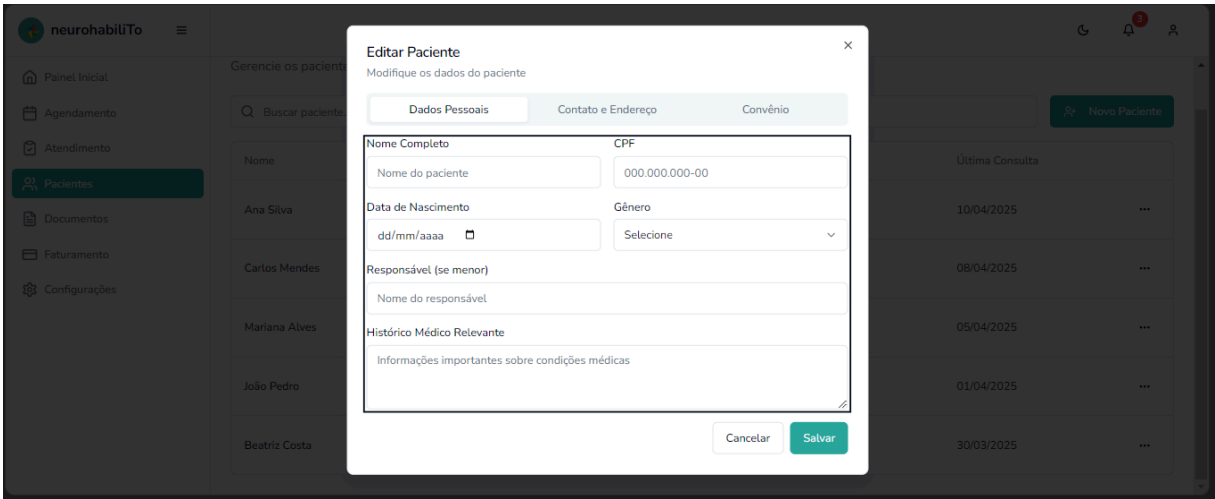 neurohabiliTo
3
Editar Paciente
Modifique os dados do paciente
Painel Inicial
Agendamento
Atendimento
Pacientes
Documentos
Faturamento
Configurações
Gerencie os paciente
Buscar paciente.
Novo Paciente
Nome
Última Consulta
Ana Silva
10/04/2025
Carlos Mendes
08/04/2025
Mariana Alves
05/04/2025
João Pedro
01/04/2025
Beatriz Costa
30/03/2025
Dados Pessoais
Contato e Endereço
Convênio
Nome Completo
CPF
Nome do paciente
000.000.000-00
Data de Nascimento
Gênero
dd/mm/aaaa
Selecione
Responsável (se menor)
Nome do responsável
Histórico Médico Relevante
Informações importantes sobre condições médicas
Cancelar
Salvar